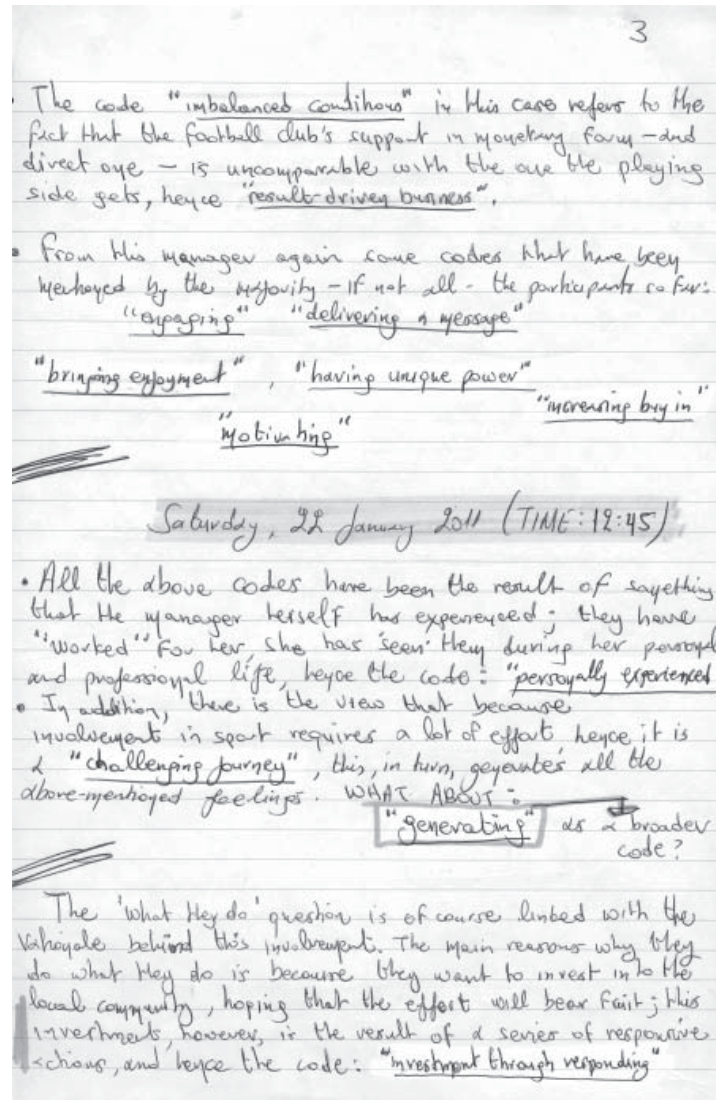 3
• The code "imbalanced conditions" in this case refers to the
fact that the football club's support in monetary form – and
direct one – is uncomparable with the one the playing
side gets, hence "result-driven business".
• From this manager again some codes that have been
mentioned by the majority – if not all – the participants so far:
"engaging" "delivering a message"
"bringing enjoyment", "having unique power"
"increasing buy in"
"motivating"
Saturday, 22 January 2011 (TIME: 12:45)
• All the above codes have been the result of something
that the manager herself has experienced; they have
"worked" for her, she has 'seen' them during her personal
and professional life, hence the code: "personally experienced
• In addition, there is the view that because
involvement in sport requires a lot of effort hence it is
a "challenging journey", this, in turn, generates all the
above-mentioned feelings. WHAT ABOUT:
"generating" as a broader
code?
The 'what they do' question is of course linked with the
rationale behind this involvement. The main reasons why they
do what they do is because they want to invest into the
local community, hoping that the effort will bear fruit; this
investment, however, is the result of a series of responsive
actions, and hence the code: "investment through responding"